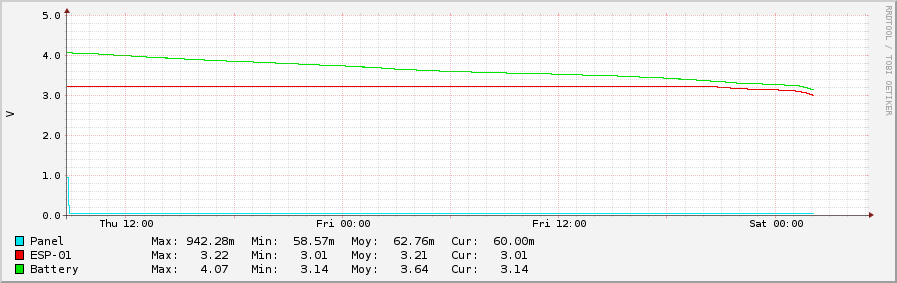 RRDTOOL / TOBI OETIKER
V
5.0
4.0
3.0
2.0
1.0
0.0
Thu 12:00 Fri 00:00 Fri 12:00 Sat 00:00
Panel Max: 942.28m Min: 58.57m Moy: 62.76m Cur: 60.00m
ESP-01 Max: 3.22 Min: 3.01 Moy: 3.21 Cur: 3.01
Battery Max: 4.07 Min: 3.14 Moy: 3.64 Cur: 3.14